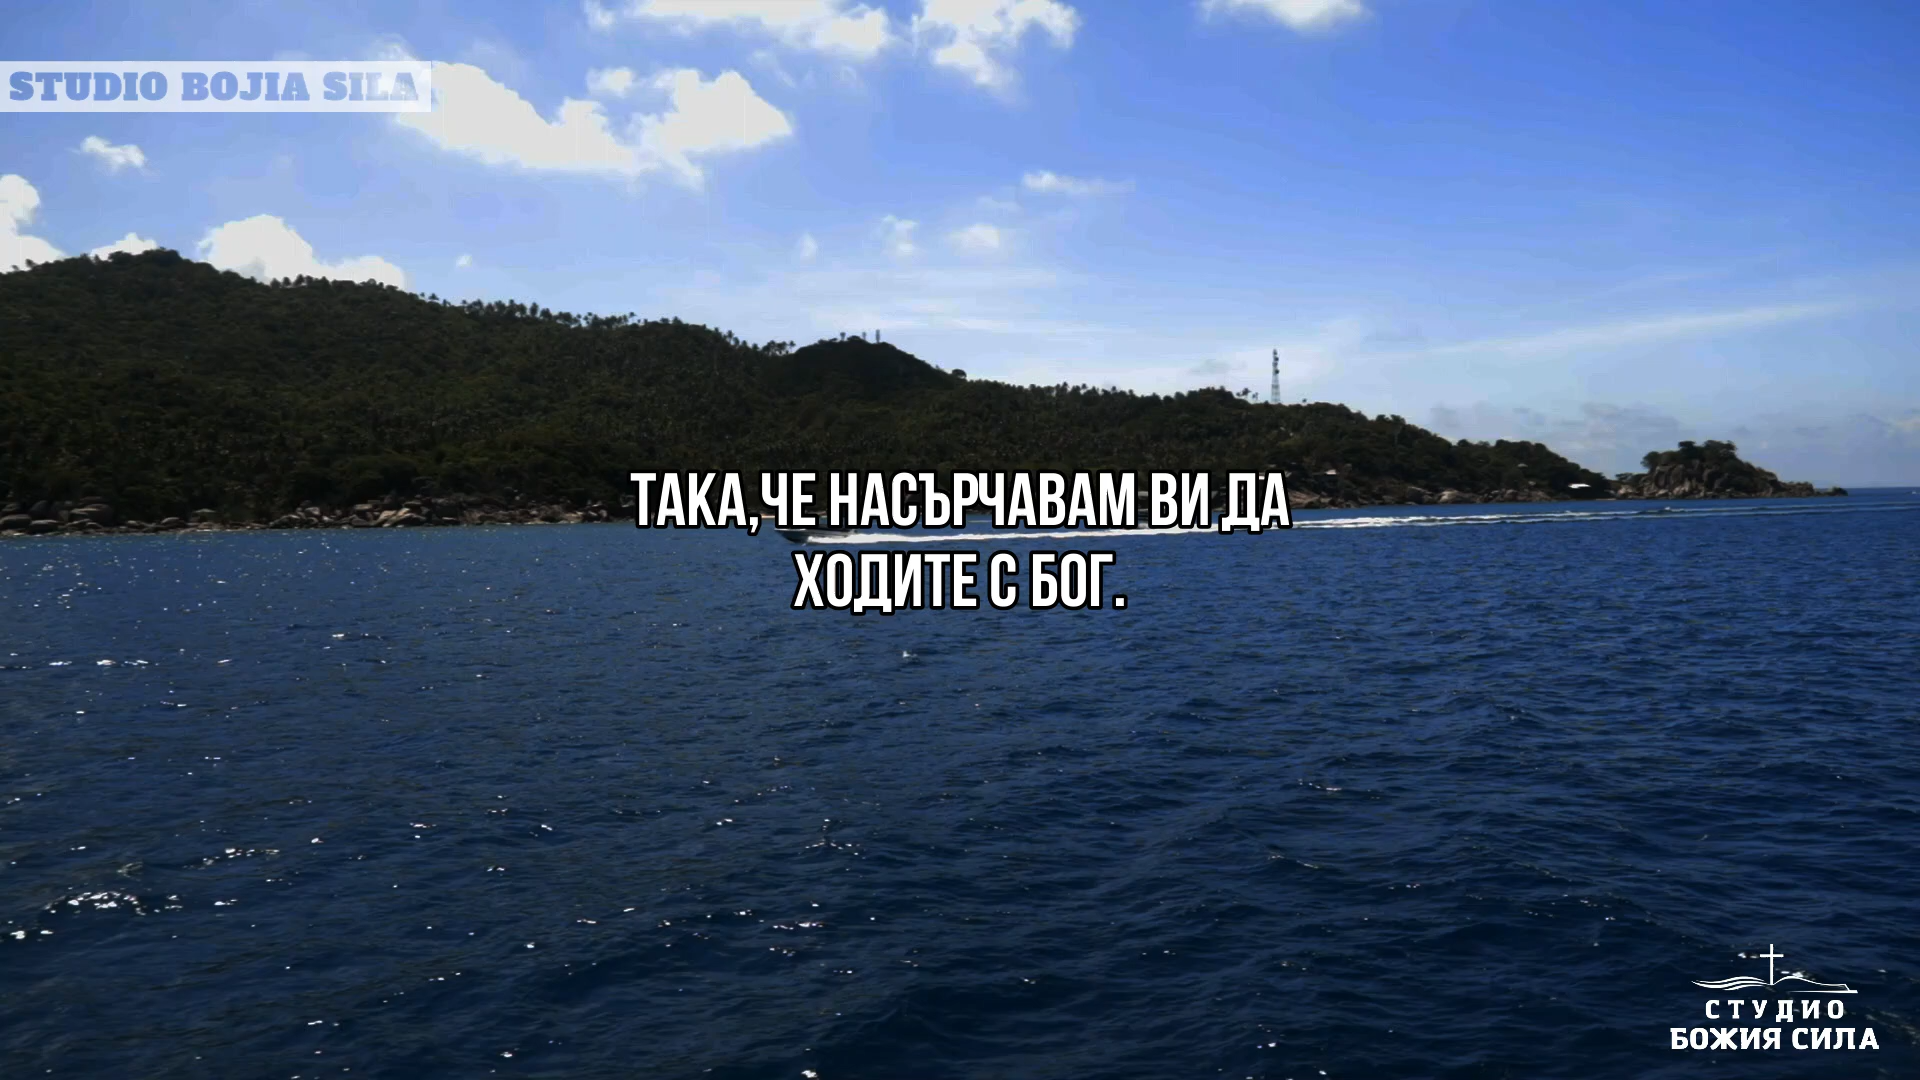 STUDIO BOJIA SILA
ТАКА,ЧЕ НАСЪРЧАВАМ ВИ ДА
ХОДИТЕ С БОГ.
СТУДИО
БОЖИЯ СИЛА